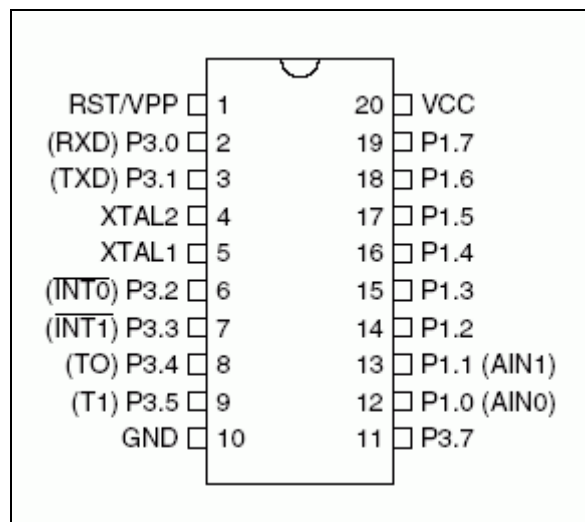 RST/VPP 1 20 VCC
(RXD) P3.0 2 19 P1.7
(TXD) P3.1 3 18 P1.6
XTAL2 4 17 P1.5
XTAL1 5 16 P1.4
(INT0) P3.2 6 15 P1.3
(INT1) P3.3 7 14 P1.2
(TO) P3.4 8 13 P1.1 (AIN1)
(T1) P3.5 9 12 P1.0 (AIN0)
GND 10 11 P3.7